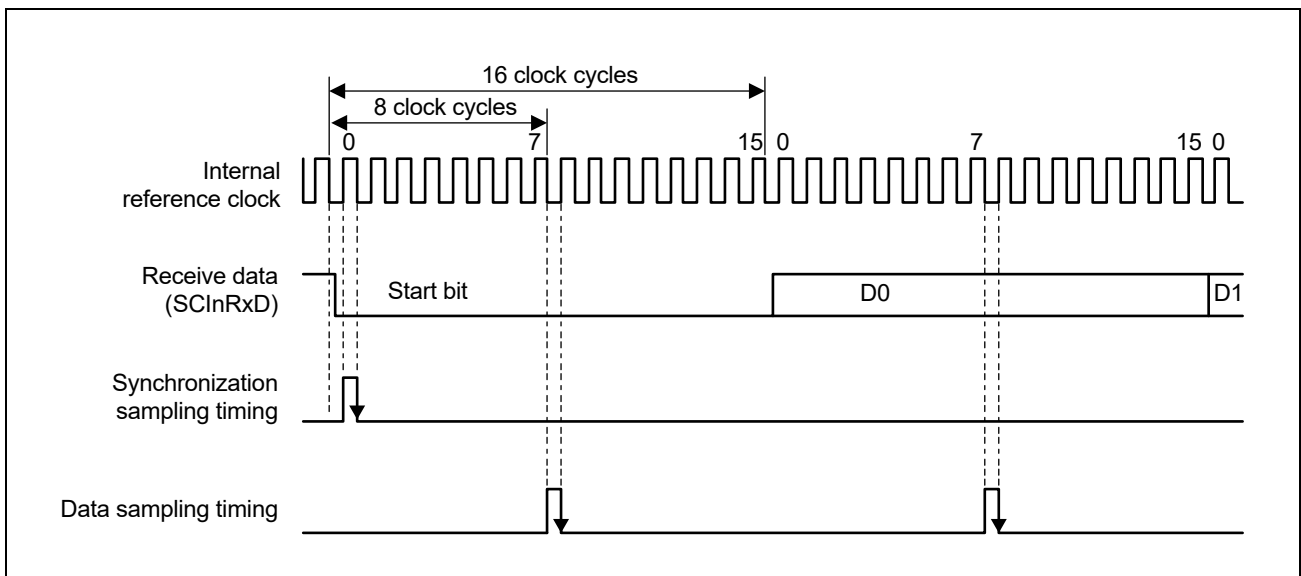 16 clock cycles
8 clock cycles
0 7 15 0 7 15 0
Internal
reference clock
Receive data
(SCInRxD)
Start bit D0 D1
Synchronization
sampling timing
Data sampling timing